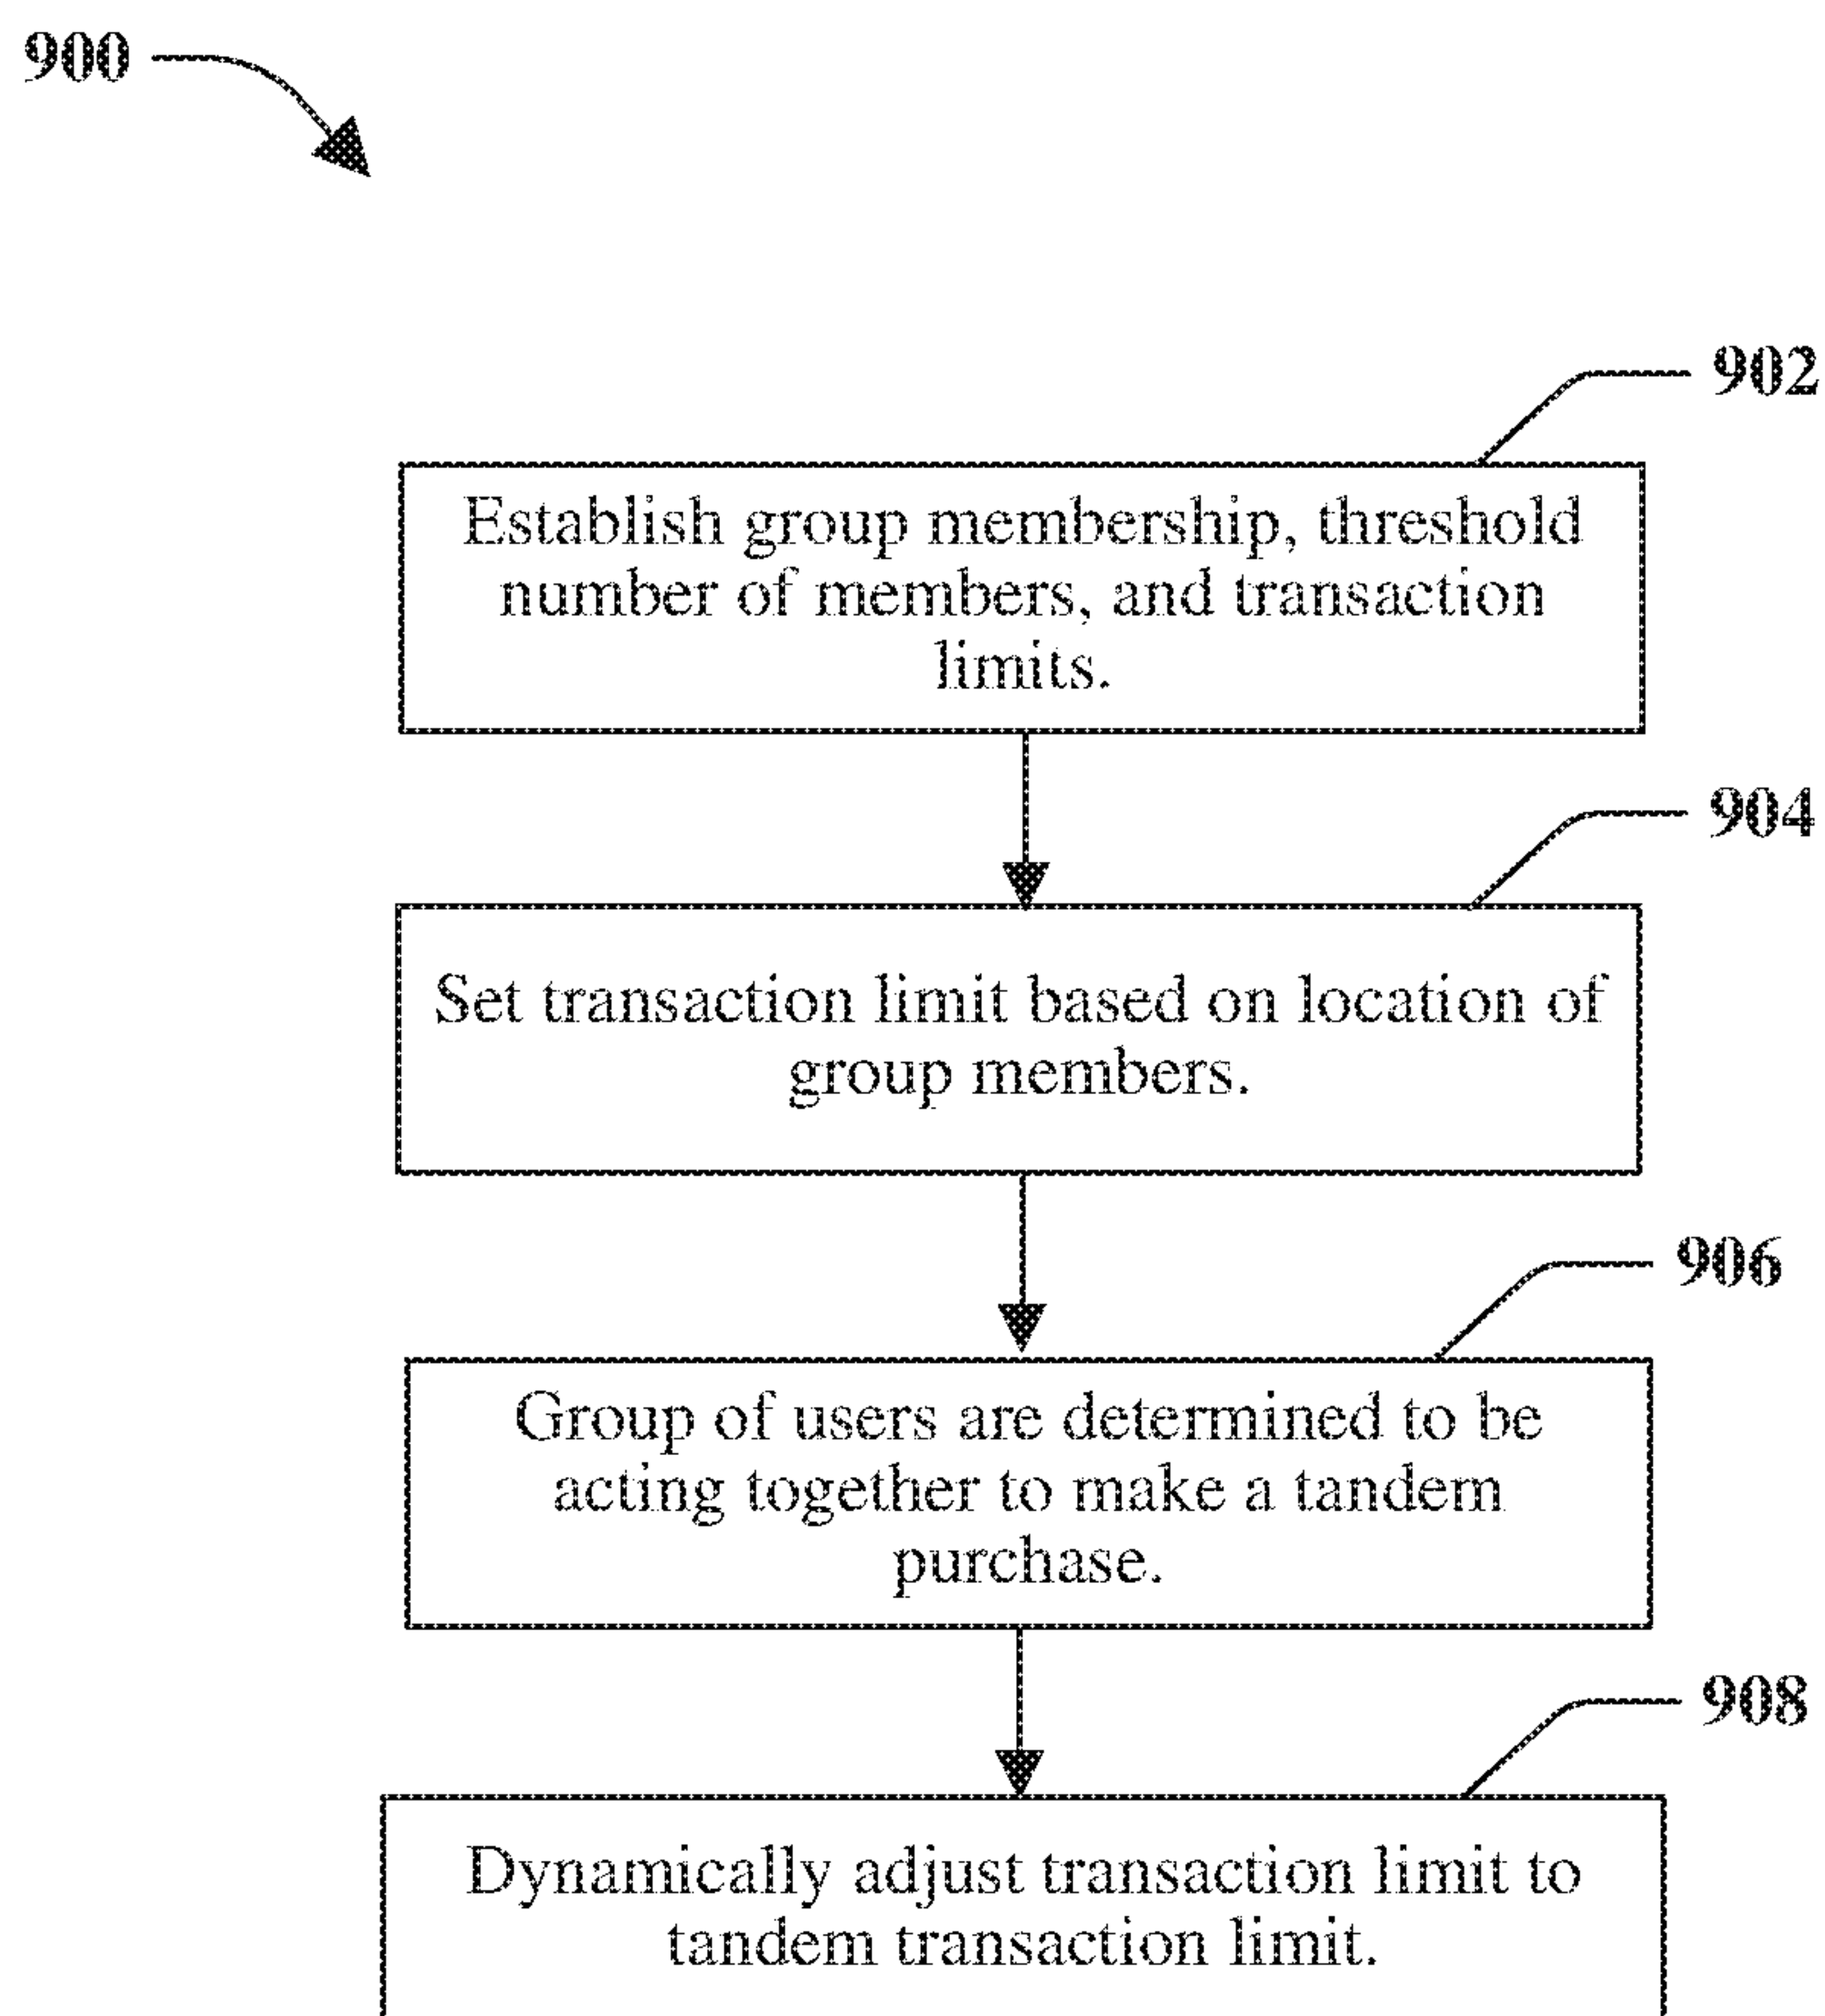 900
902
Establish group membership, threshold
number of members, and transaction
limits.
904
Set transaction limit based on location of
group members.
906
Group of users are determined to be
acting together to make a tandem
purchase.
908
Dynamically adjust transaction limit to
tandem transaction limit.